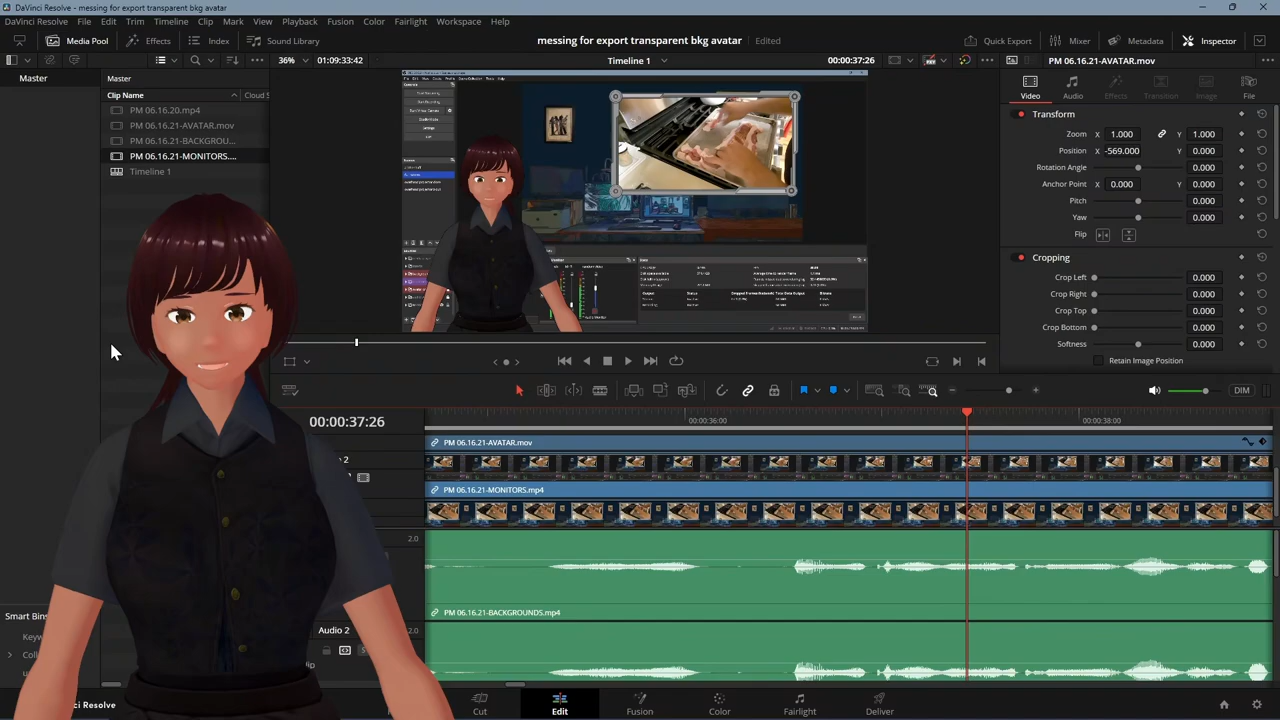 DaVinci Resolve - messing for export transparent bkg avatar
DaVinci Resolve File Edit Trim Timeline Clip Mark View Playback Fusion Color Fairlight Workspace Help
Media Pool Effects Index Sound Library messing for export transparent bkg avatar Edited Quick Export Mixer Metadata Inspector
36% 01:09:33:42 Timeline 1 00:00:37:26 PM 06.16.21-AVATAR.mov
Master Master
Clip Name Cloud S
PM 06.16.20.mp4
PM 06.16.21-AVATAR.mov
PM 06.16.21-BACKGROU...
PM 06.16.21-MONITORS....
Timeline 1
Video Audio Effects Transition Image File
Transform
Zoom X 1.000 Y 1.000
Position X -569.000 Y 0.000
Rotation Angle 0.000
Anchor Point X 0.000 Y 0.000
Pitch 0.000
Yaw 0.000
Flip
Cropping
Crop Left 0.000
Crop Right 0.000
Crop Top 0.000
Crop Bottom 0.000
Softness 0.000
Retain Image Position
DIM
00:00:37:26 00:00:36:00 00:00:38:00
PM 06.16.21-AVATAR.mov
2
PM 06.16.21-MONITORS.mp4
2.0
PM 06.16.21-BACKGROUNDS.mp4
Smart Bins
Audio 2 2.0
Cut Edit Fusion Color Fairlight Deliver